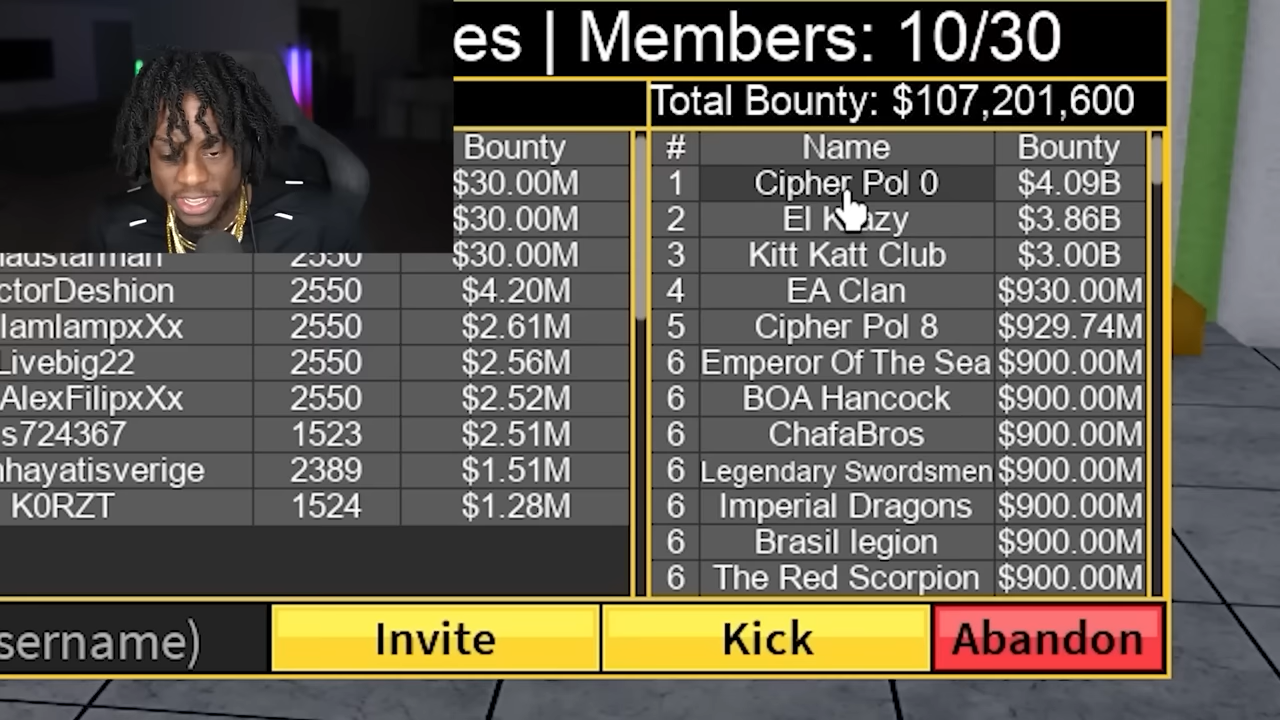 es | Members: 10/30
Total Bounty: $107,201,600
Bounty
$30.00M
$30.00M
hadstarman 2550 $30.00M
ctorDeshion 2550 $4.20M
IamlampxXx 2550 $2.61M
Livebig22 2550 $2.56M
AlexFilipxXx 2550 $2.52M
s724367 1523 $2.51M
nhayatisverige 2389 $1.51M
K0RZT 1524 $1.28M
# Name Bounty
1 Cipher Pol 0 $4.09B
2 El $3.86B
3 Kitt Katt Club $3.00B
4 EA Clan $930.00M
5 Cipher Pol 8 $929.74M
6 Emperor Of The Sea $900.00M
6 BOA Hancock $900.00M
6 ChafaBros $900.00M
6 Legendary Swordsmen $900.00M
6 Imperial Dragons $900.00M
6 Brasil legion $900.00M
6 The Red Scorpion $900.00M
sername) Invite Kick Abandon